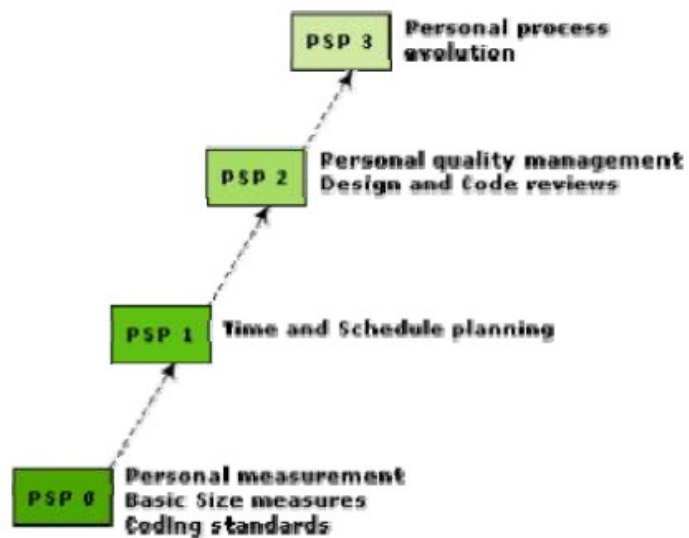 PSP 3
Personal process
evolution
PSP 2
Personal quality management
Design and Code reviews
PSP 1
Time and Schedule planning
PSP 0
Personal measurement
Basic Size measures
Coding standards